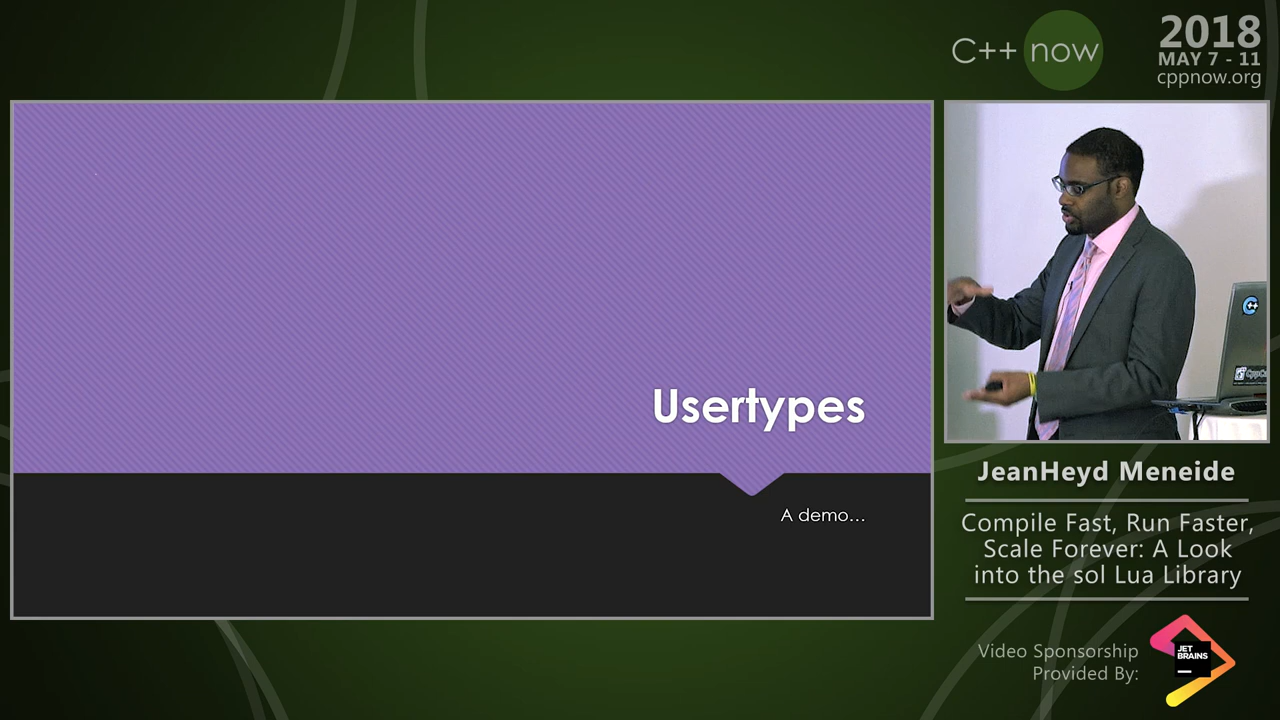 C++ now
2018
MAY 7 - 11
cppnow.org
Usertypes
A demo...
JeanHeyd Meneide
Compile Fast, Run Faster,
Scale Forever: A Look
into the sol Lua Library
Video Sponsorship
Provided By:
JET
BRAINS
C++